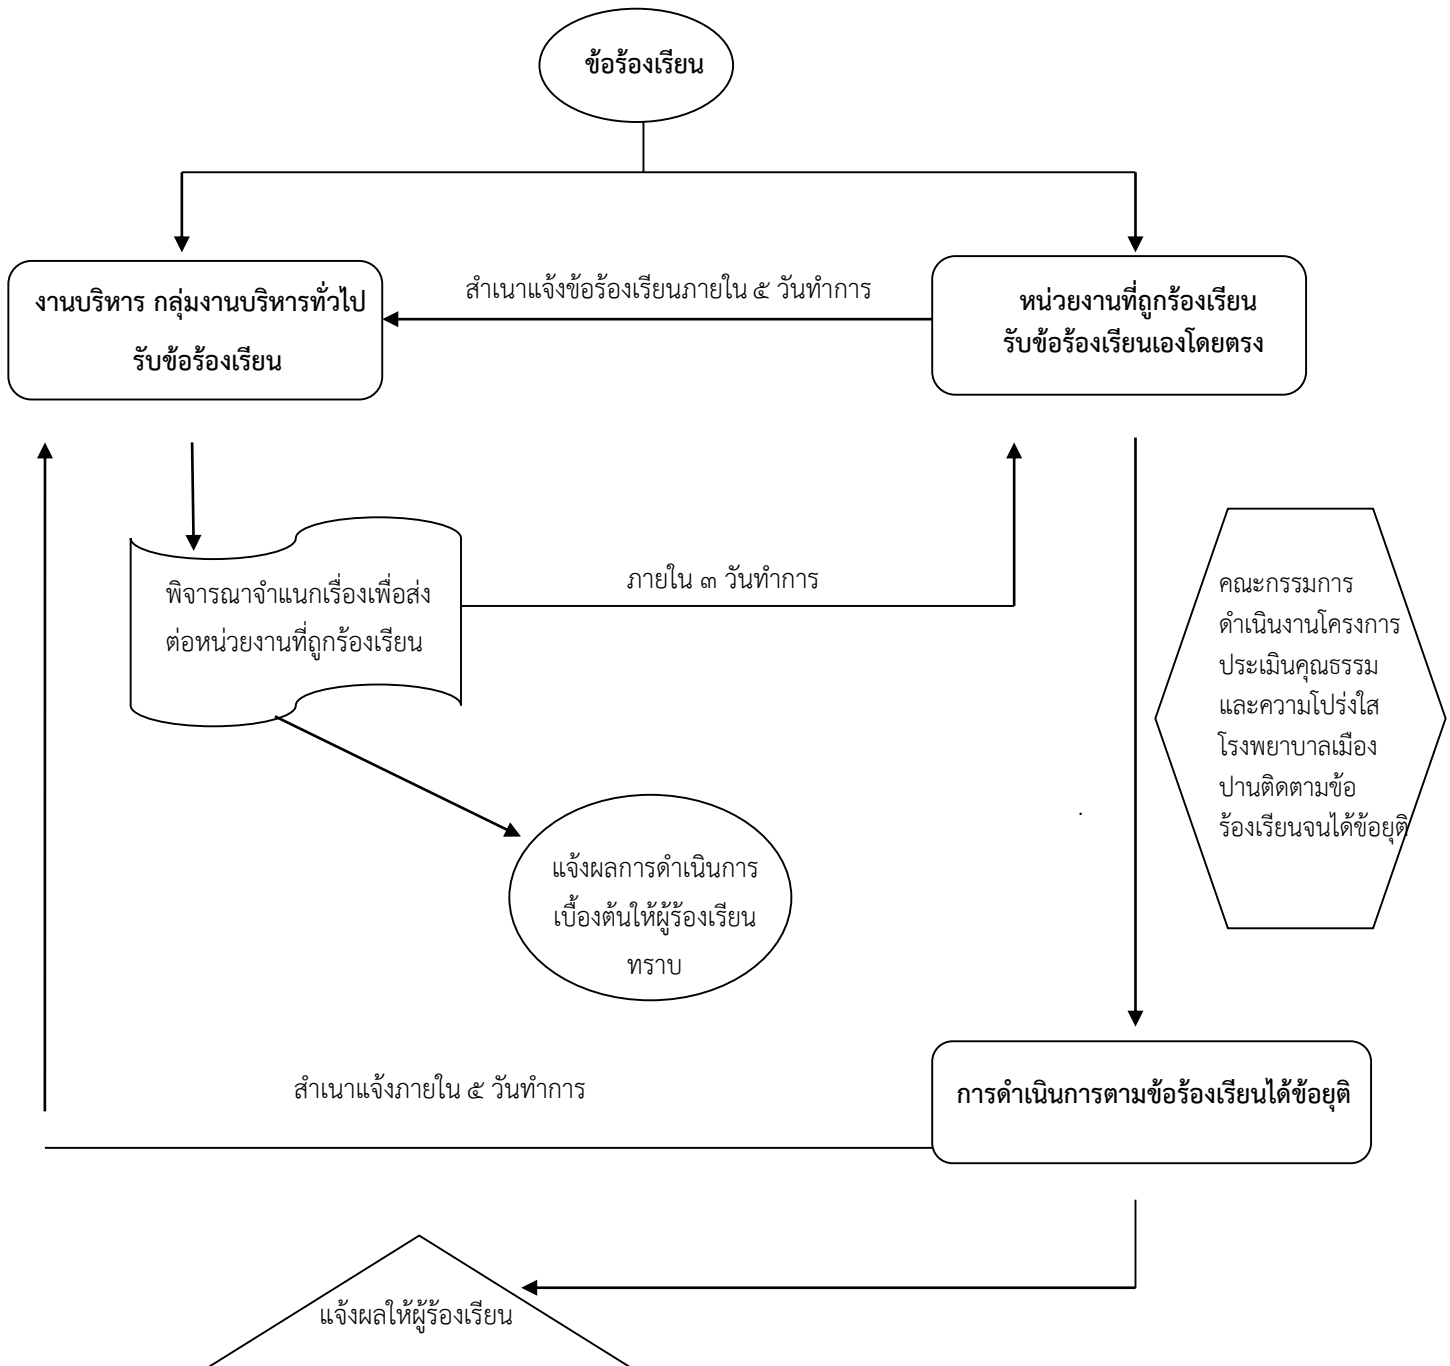 ข้อร้องเรียน
งานบริหาร กลุ่มงานบริหารทั่วไป
รับข้อร้องเรียน
สำเนาแจ้งข้อร้องเรียนภายใน ๕ วันทำการ
หน่วยงานที่ถูกร้องเรียน
รับข้อร้องเรียนเองโดยตรง
พิจารณาจำแนกเรื่องเพื่อส่ง
ต่อหน่วยงานที่ถูกร้องเรียน
ภายใน ๓ วันทำการ
คณะกรรมการ
ดำเนินงานโครงการ
ประเมินคุณธรรม
และความโปร่งใส
โรงพยาบาลเมือง
ปานติดตามข้อ
ร้องเรียนจนได้ข้อยุติ
แจ้งผลการดำเนินการ
เบื้องต้นให้ผู้ร้องเรียน
ทราบ
สำเนาแจ้งภายใน ๕ วันทำการ
การดำเนินการตามข้อร้องเรียนได้ข้อยุติ
แจ้งผลให้ผู้ร้องเรียน